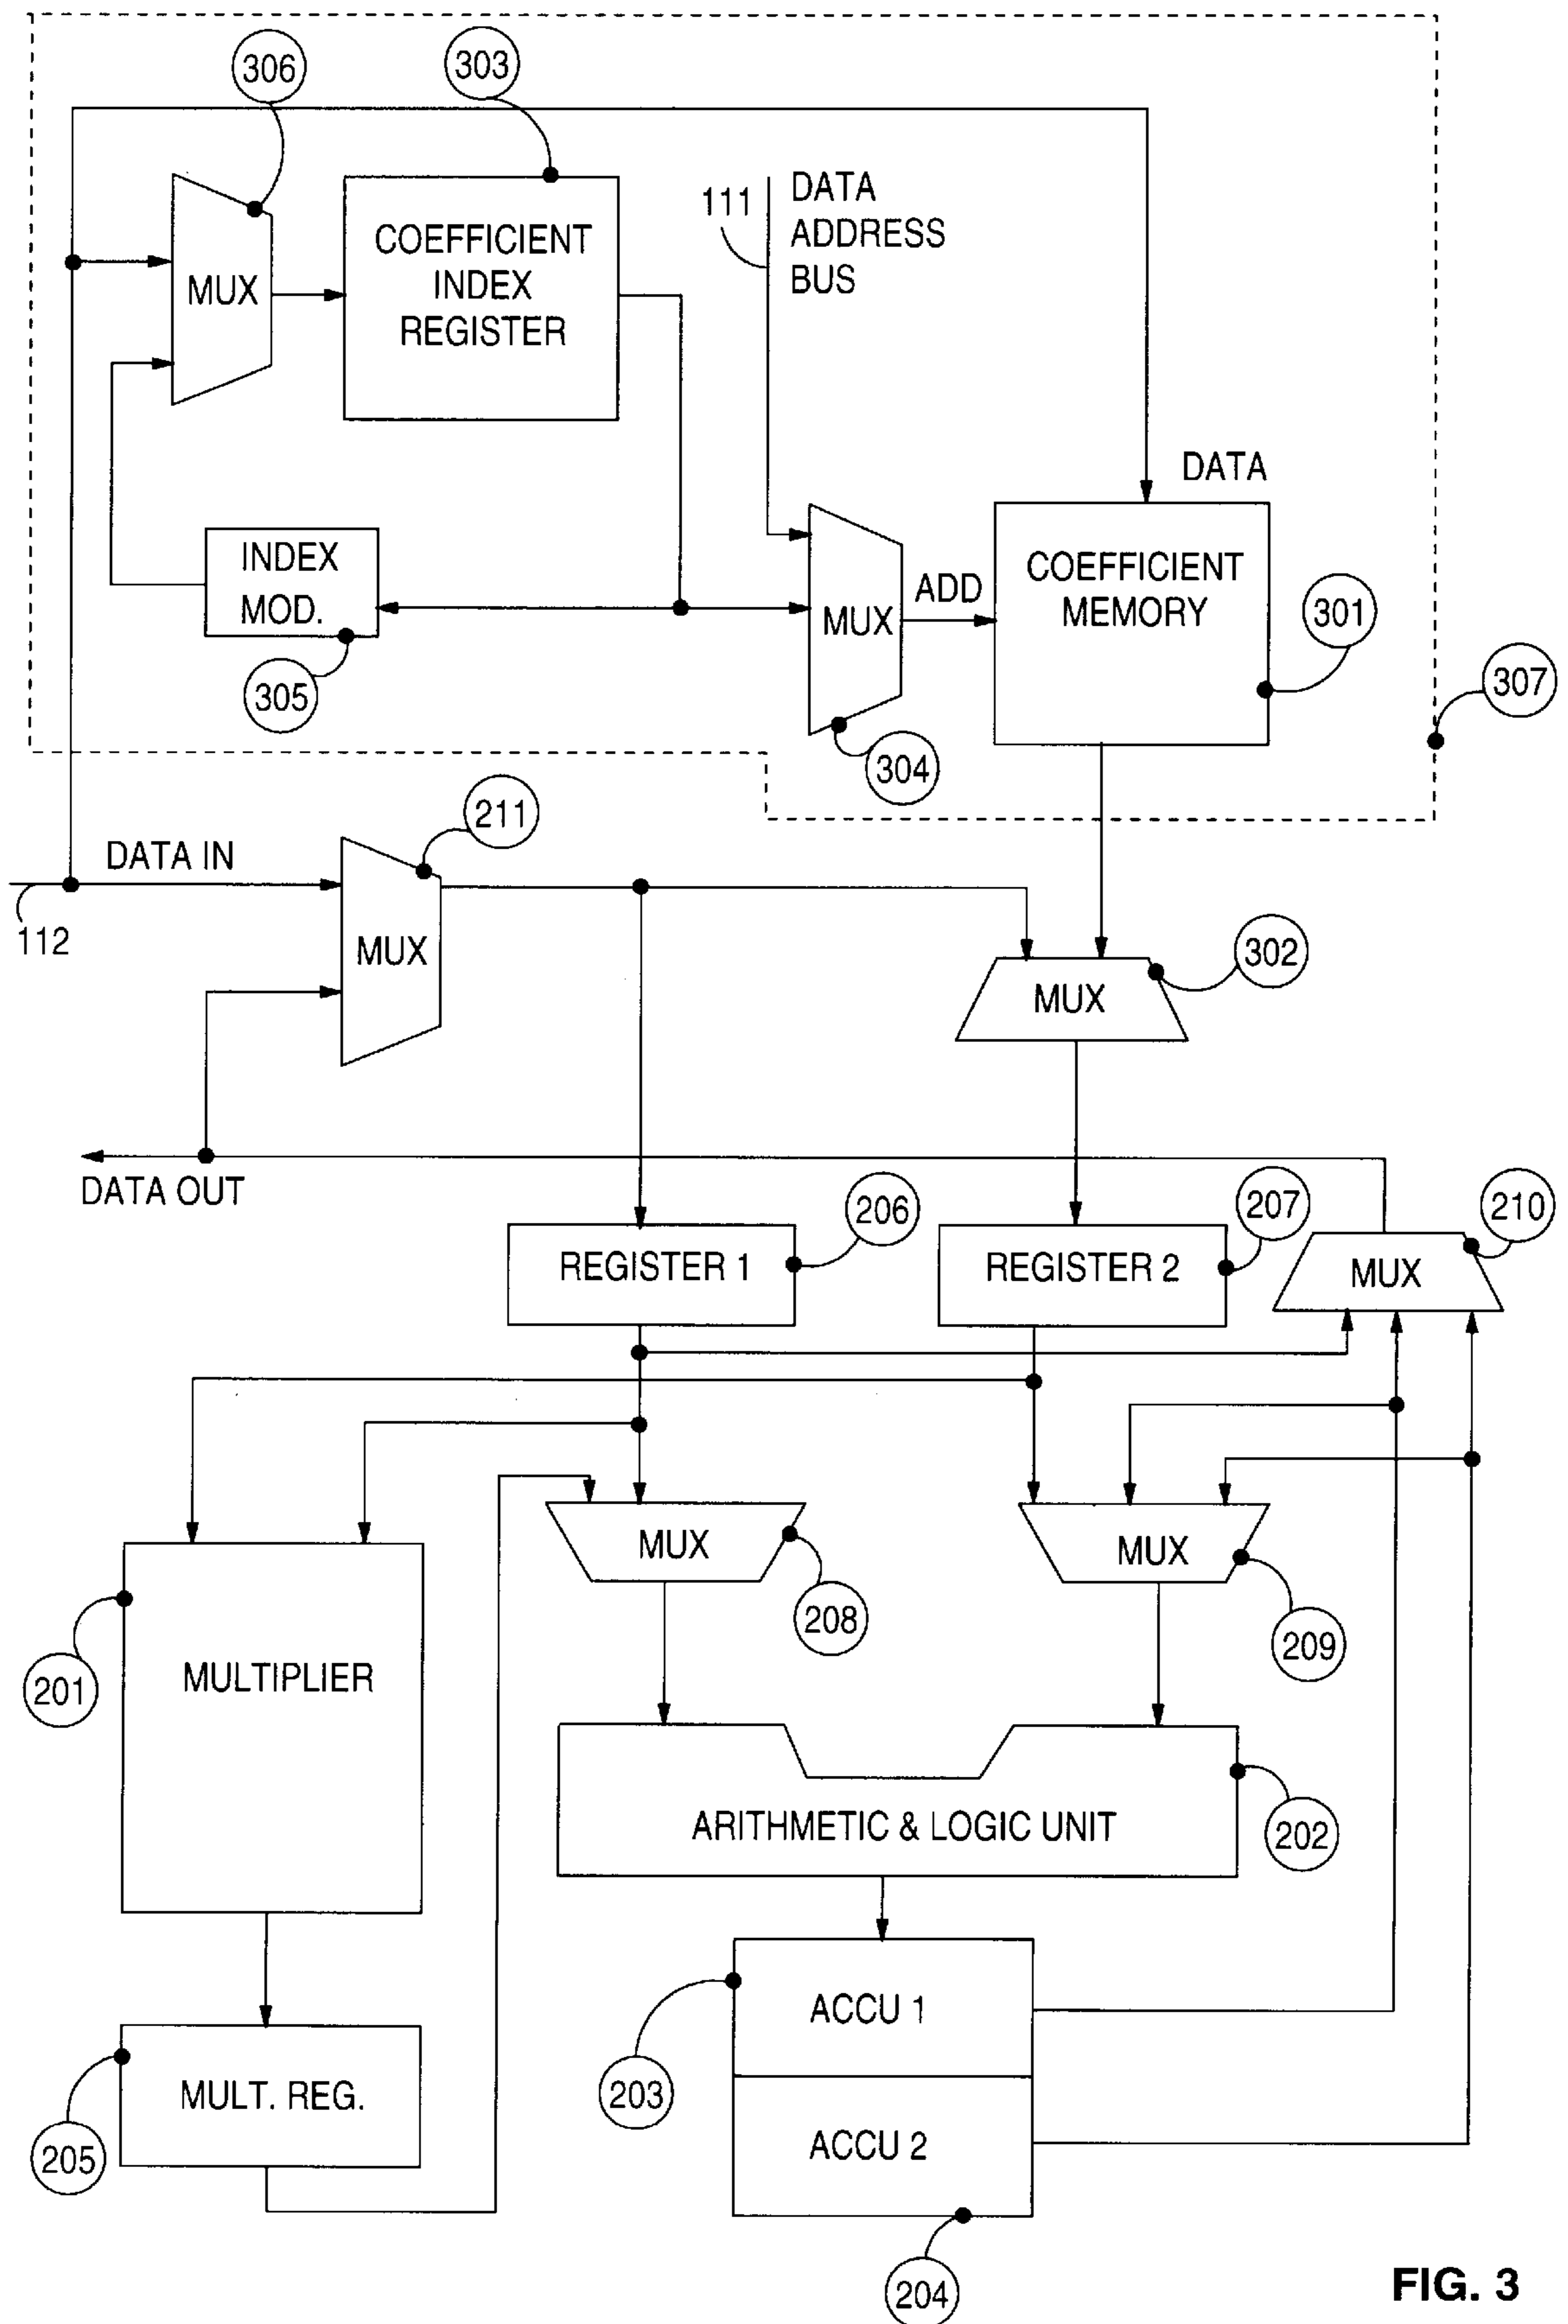 306
303
111
DATA
ADDRESS
BUS
COEFFICIENT
INDEX
REGISTER
MUX
DATA
INDEX
MOD.
COEFFICIENT
MEMORY
ADD
MUX
301
305
307
304
211
DATA IN
112
MUX
302
MUX
DATA OUT
206
207
210
REGISTER 1
REGISTER 2
MUX
MUX
MUX
208
209
201
MULTIPLIER
ARITHMETIC & LOGIC UNIT
202
ACCU 1
203
MULT. REG.
205
ACCU 2
204
FIG. 3